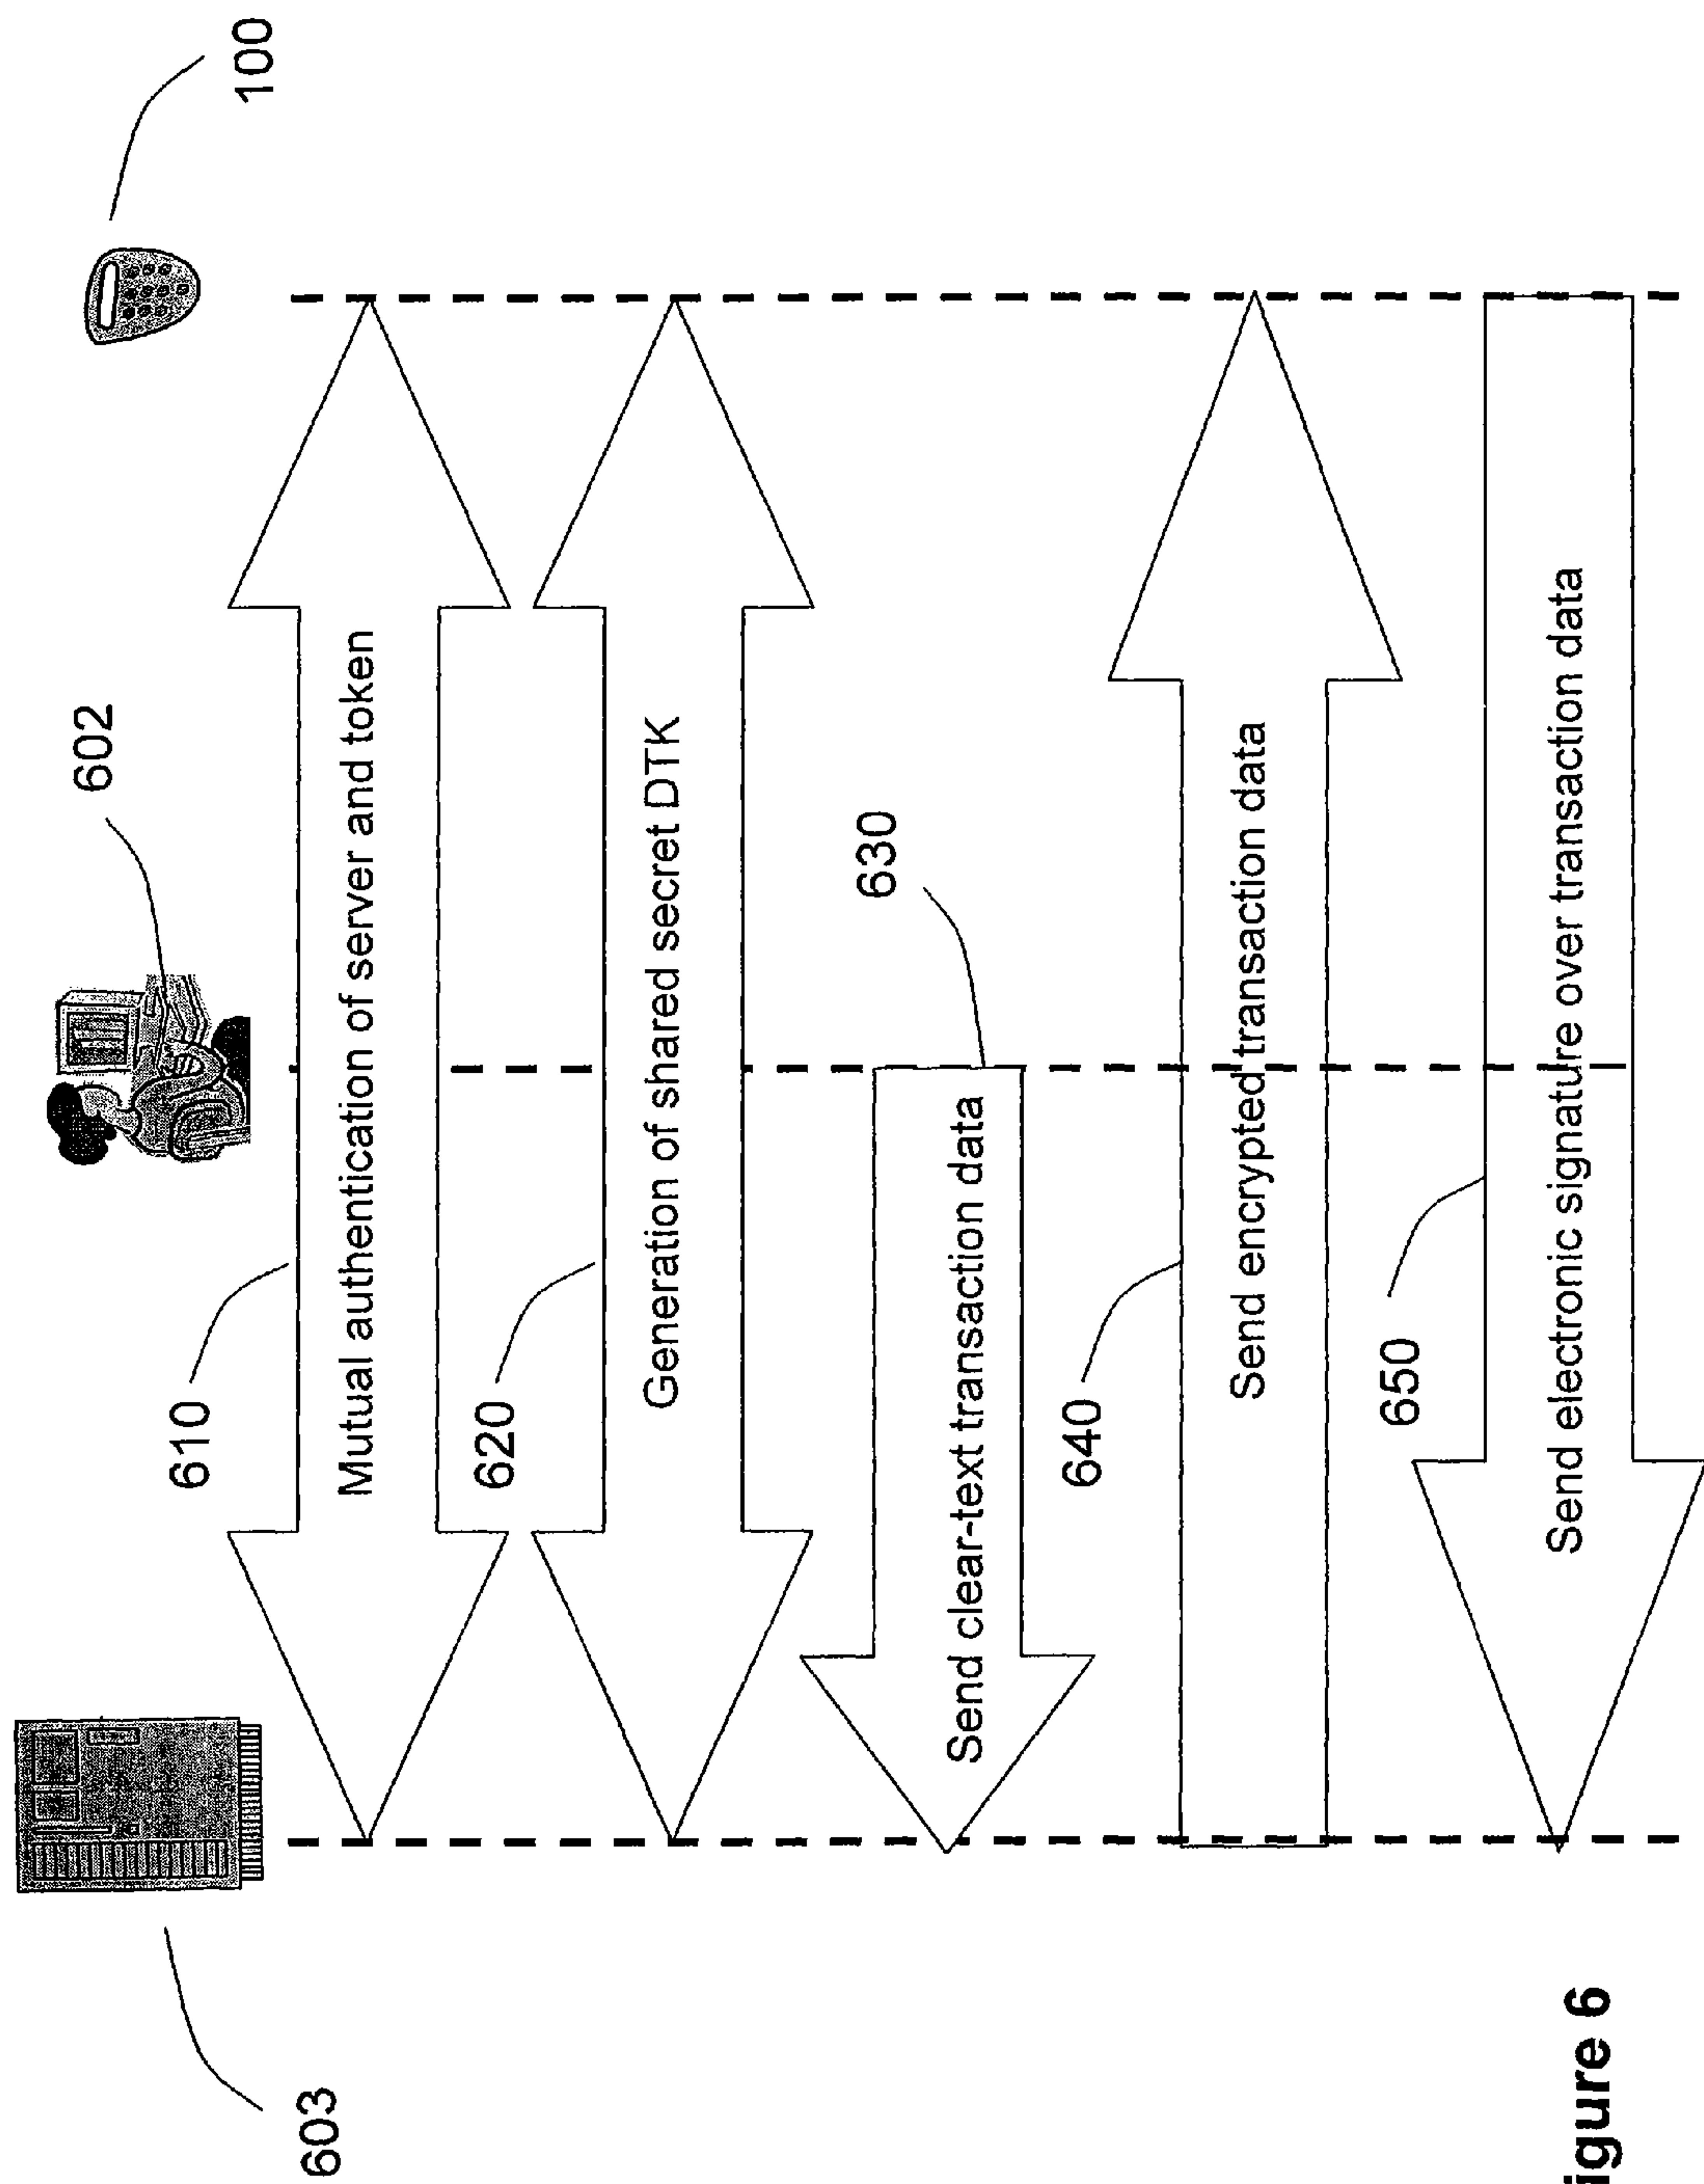 603
602
100
610
Mutual authentication of server and token
620
Generation of shared secret DTK
630
Send clear-text transaction data
640
Send encrypted transaction data
650
Send electronic signature over transaction data
igure 6